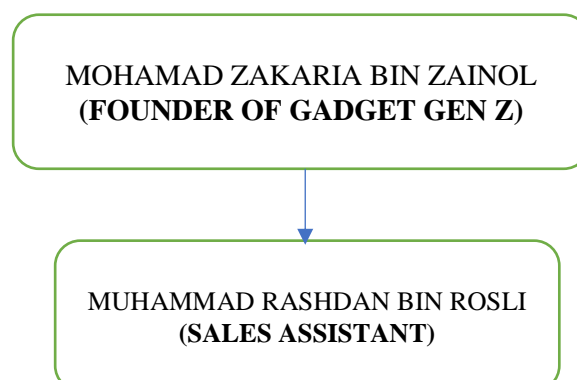 MOHAMAD ZAKARIA BIN ZAINOL
(FOUNDER OF GADGET GEN Z)
MUHAMMAD RASHDAN BIN ROSLI
(SALES ASSISTANT)